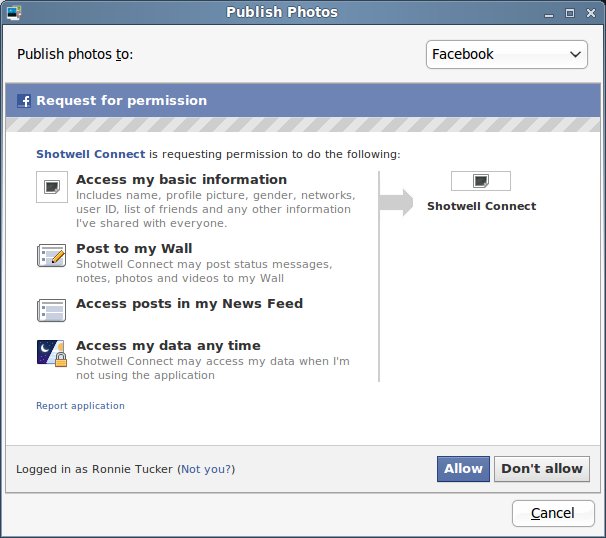 Publish Photos
Publish photos to:
Facebook
f Request for permission
Shotwell Connect is requesting permission to do the following:
Access my basic information
Includes name, profile picture, gender, networks,
user ID, list of friends and any other information
I've shared with everyone.
Shotwell Connect
Post to my Wall
Shotwell Connect may post status messages,
notes, photos and videos to my Wall
Access posts in my News Feed
Access my data any time
Shotwell Connect may access my data when I'm
not using the application
Report application
Logged in as Ronnie Tucker (Not you?)
Allow
Don't allow
Cancel